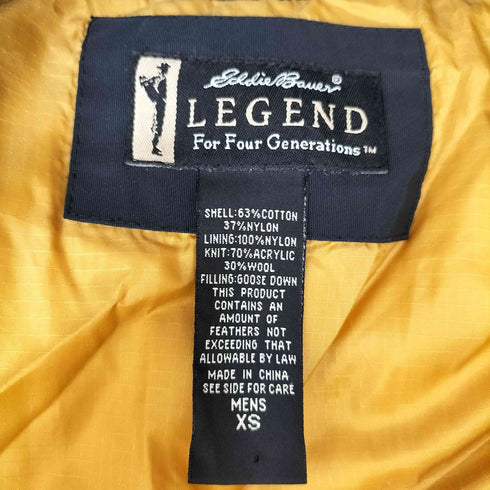 Eddie Bauer®
LEGEND
For Four Generations™
SHELL:63%COTTON
37%NYLON
LINING:100%NYLON
KNIT:70%ACRYLIC
30%WOOL
FILLING:GOOSE DOWN
THIS PRODUCT
CONTAINS AN
AMOUNT OF
FEATHERS NOT
EXCEEDING THAT
ALLOWABLE BY LAW
MADE IN CHINA
SEE SIDE FOR CARE
MENS
XS